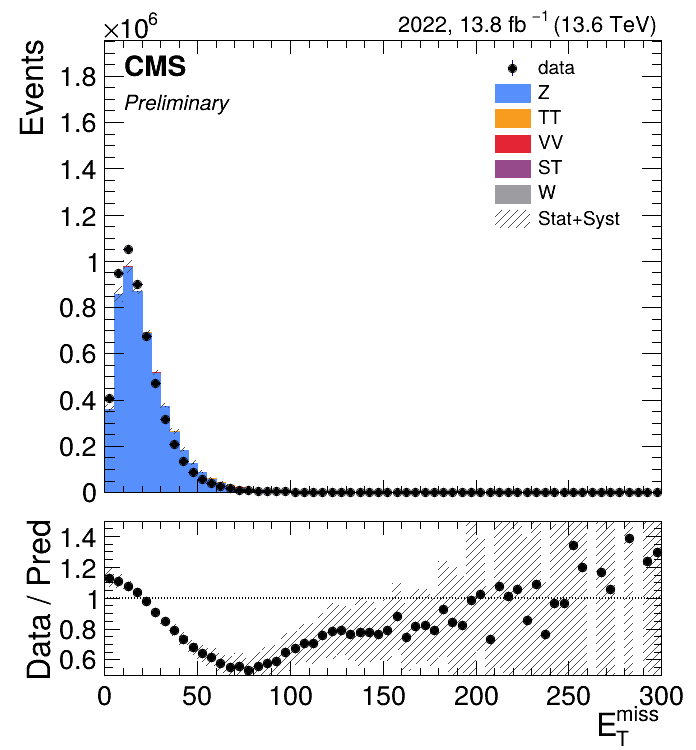 ×10⁶
2022, 13.8 fb⁻¹ (13.6 TeV)
CMS
Preliminary
Events
1.8
1.6
1.4
1.2
1
0.8
0.6
0.4
0.2
0
data
Z
TT
VV
ST
W
Stat+Syst
Data / Pred
1.4
1.2
1
0.8
0.6
0 50 100 150 200 250 300
E_T^miss